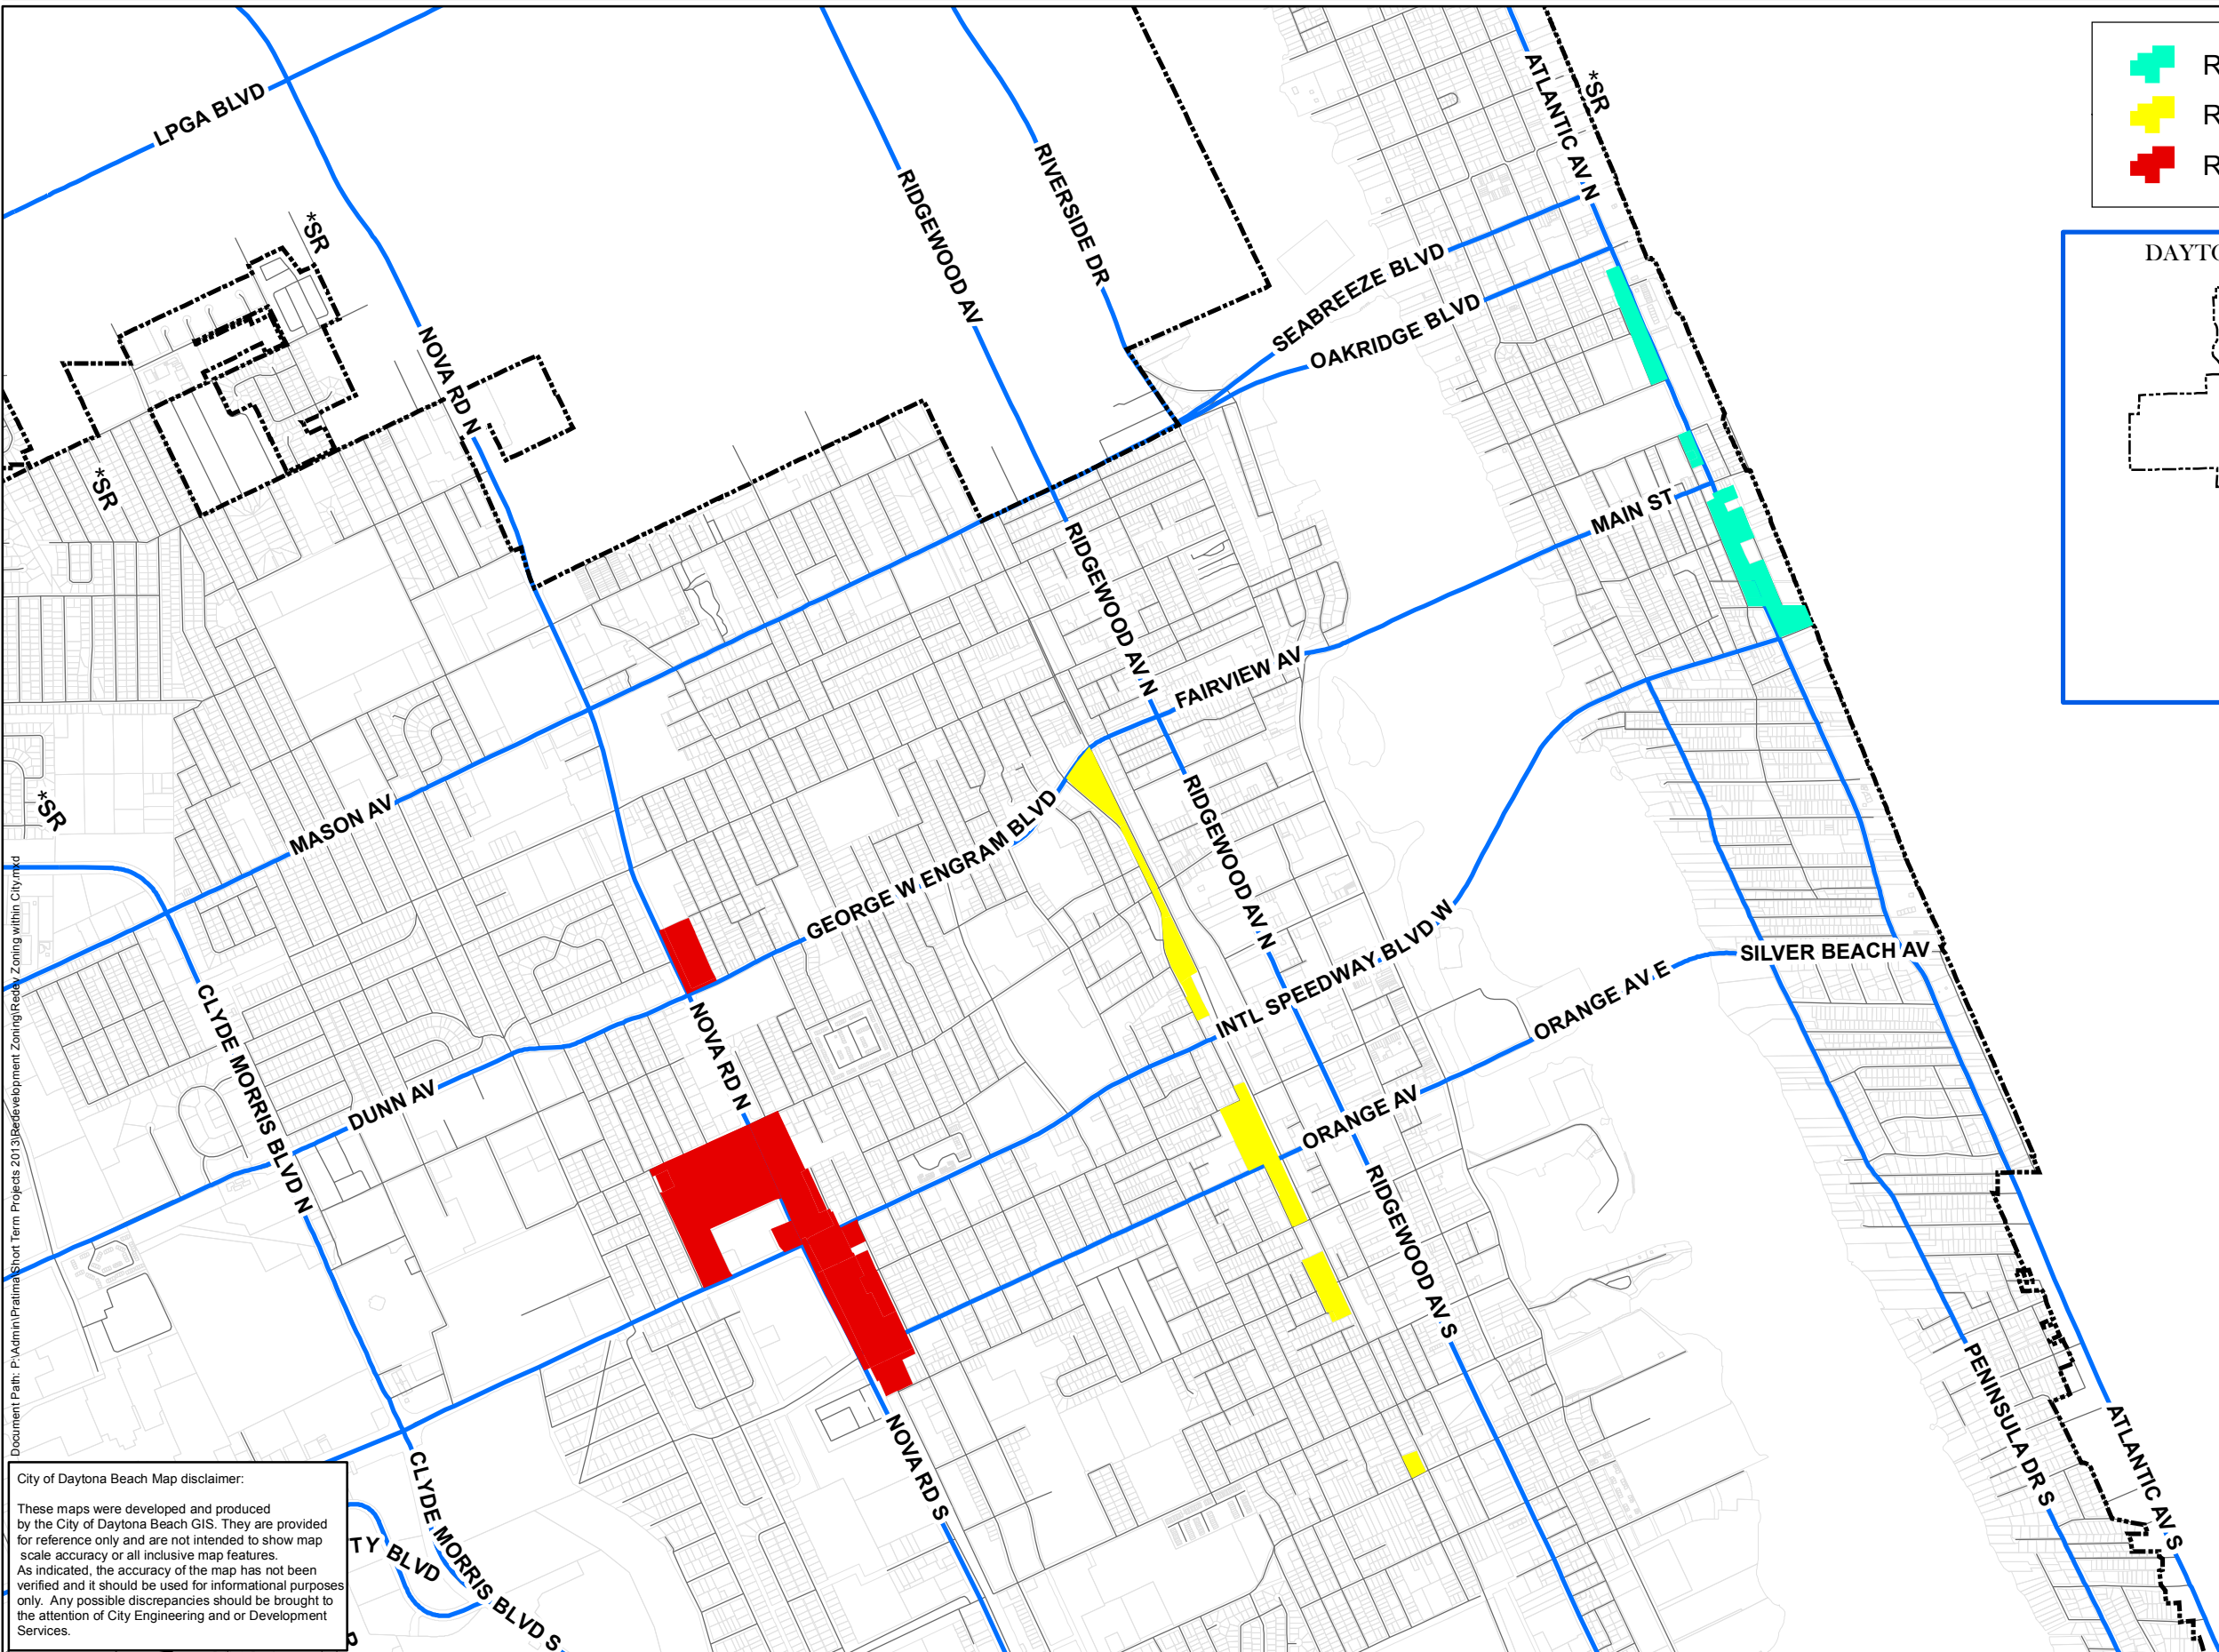 LPGA BLVD
*SR
NOVA RD N
RIDGEWOOD AV
RIVERSIDE DR
ATLANTIC AV N
*SR
R
R
R
DAYTO
SEABREEZE BLVD
OAKRIDGE BLVD
*SR
MAIN ST
RIDGEWOOD AV N
FAIRVIEW AV
*SR
MASON AV
RIDGEWOOD AV N
GEORGE W ENGRAM BLVD
INTL SPEEDWAY BLVD W
SILVER BEACH AV
ORANGE AV E
CLYDE MORRIS BLVD N
NOVA RD N
DUNN AV
ORANGE AV
RIDGEWOOD AV S
PENINSULA DR S
ATLANTIC AV S
NOVA RD S
CLYDE MORRIS BLVD S
TY BLVD
Document Path: P:\Admin\Pratima\Short Term Projects 2013\Redevelopment Zoning\Redev Zoning within City.mxd
City of Daytona Beach Map disclaimer:
These maps were developed and produced
by the City of Daytona Beach GIS. They are provided
for reference only and are not intended to show map
scale accuracy or all inclusive map features.
As indicated, the accuracy of the map has not been
verified and it should be used for informational purposes
only. Any possible discrepancies should be brought to
the attention of City Engineering and or Development
Services.